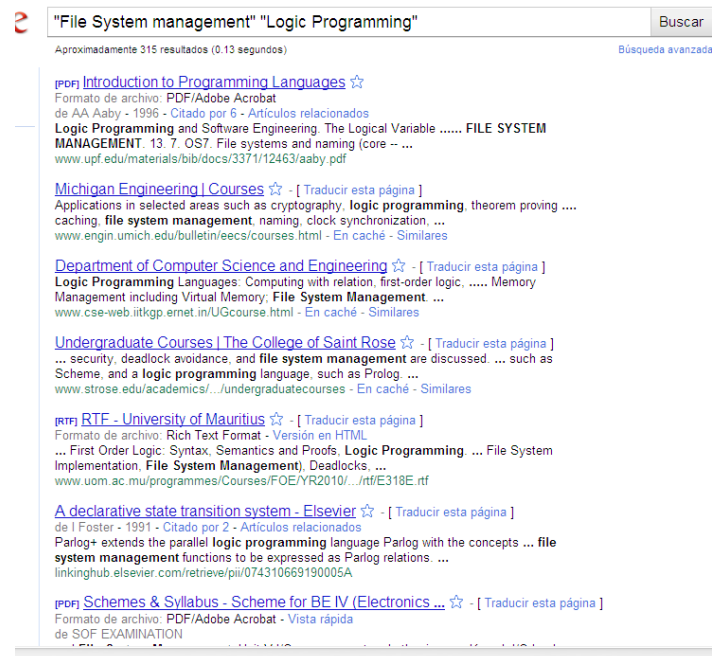 e
"File System management" "Logic Programming"
Buscar
Aproximadamente 315 resultados (0.13 segundos)
Búsqueda avanzada
[PDF] Introduction to Programming Languages ☆
Formato de archivo: PDF/Adobe Acrobat
de AA Aaby - 1996 - Citado por 6 - Artículos relacionados
Logic Programming and Software Engineering. The Logical Variable ...... FILE SYSTEM
MANAGEMENT. 13. 7. OS7. File systems and naming (core -- ...
www.upf.edu/materials/bib/docs/3371/12463/aaby.pdf
Michigan Engineering | Courses ☆ - [ Traducir esta página ]
Applications in selected areas such as cryptography, logic programming, theorem proving ....
caching, file system management, naming, clock synchronization, ...
www.engin.umich.edu/bulletin/eecs/courses.html - En caché - Similares
Department of Computer Science and Engineering ☆ - [ Traducir esta página ]
Logic Programming Languages: Computing with relation, first-order logic, ..... Memory
Management including Virtual Memory; File System Management. ...
www.cse-web.iitkgp.ernet.in/UGcourse.html - En caché - Similares
Undergraduate Courses | The College of Saint Rose ☆ - [ Traducir esta página ]
... security, deadlock avoidance, and file system management are discussed. ... such as
Scheme, and a logic programming language, such as Prolog. ...
www.strose.edu/academics/.../undergraduatecourses - En caché - Similares
[RTF] RTF - University of Mauritius ☆ - [ Traducir esta página ]
Formato de archivo: Rich Text Format - Versión en HTML
... First Order Logic: Syntax, Semantics and Proofs, Logic Programming. ... File System
Implementation, File System Management), Deadlocks, ...
www.uom.ac.mu/programmes/Courses/FOE/YR2010/.../rtf/E318E.rtf
A declarative state transition system - Elsevier ☆ - [ Traducir esta página ]
de I Foster - 1991 - Citado por 2 - Artículos relacionados
Parlog+ extends the parallel logic programming language Parlog with the concepts ... file
system management functions to be expressed as Parlog relations. ...
linkinghub.elsevier.com/retrieve/pii/074310669190005A
[PDF] Schemes & Syllabus - Scheme for BE IV (Electronics ... ☆ - [ Traducir esta página ]
Formato de archivo: PDF/Adobe Acrobat - Vista rápida
de SOF EXAMINATION